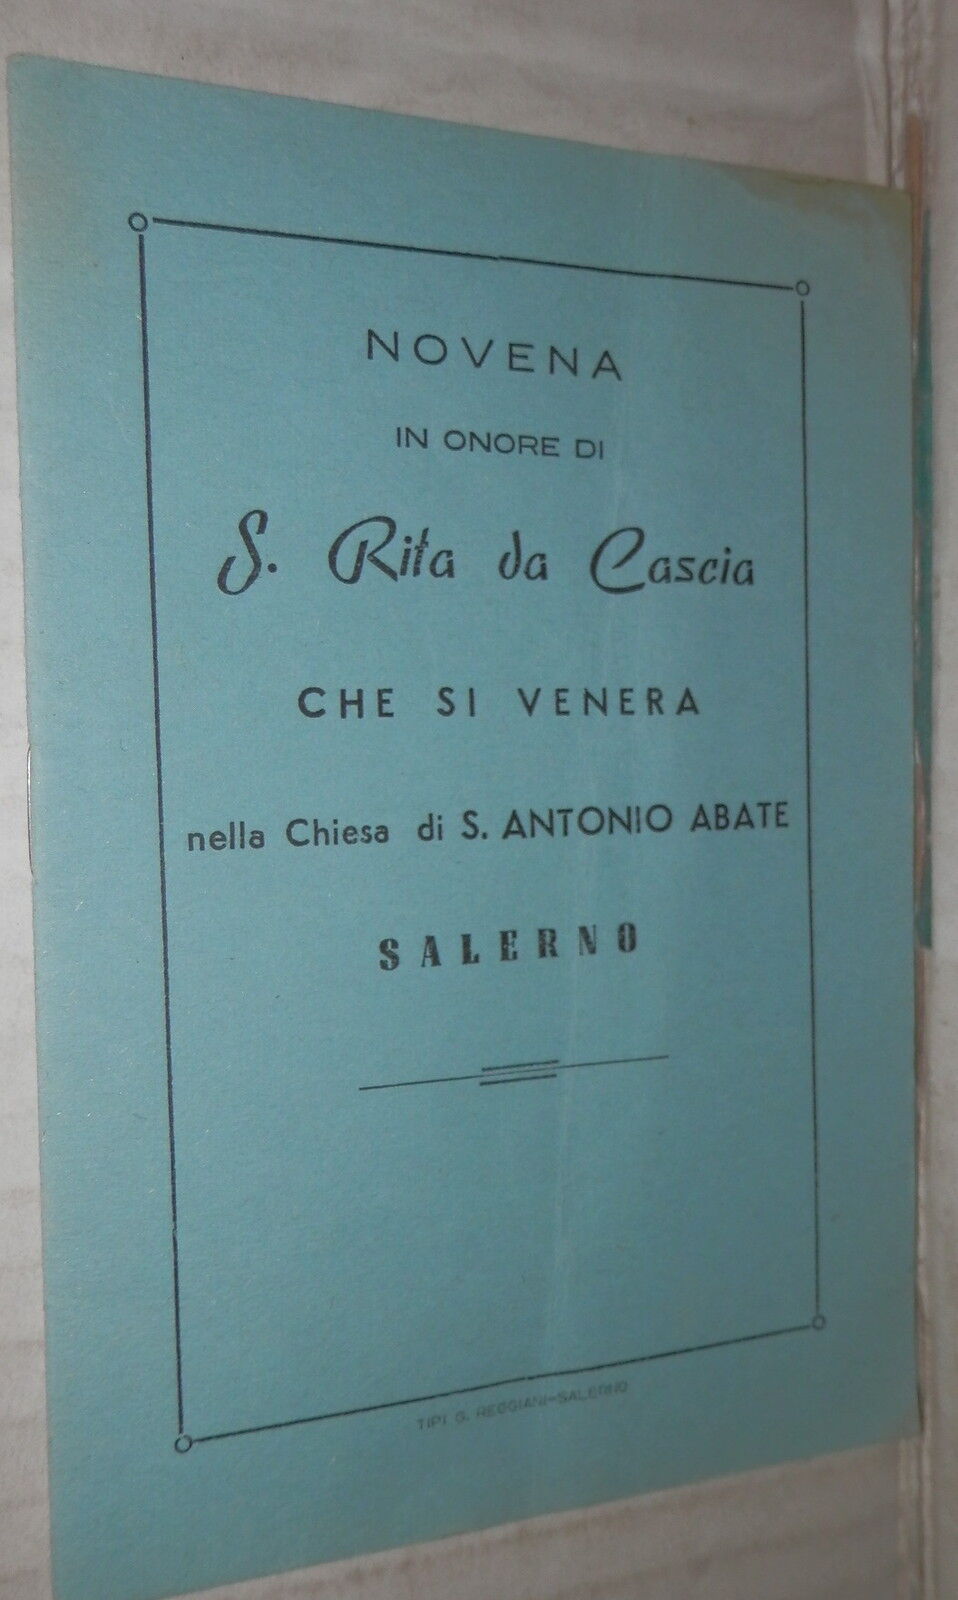 NOVENA
IN ONORE DI
S. Rita da Cascia
CHE SI VENERA
nella Chiesa di S. ANTONIO ABATE
SALERNO
TIPI G. REGGIANI-SALERNO